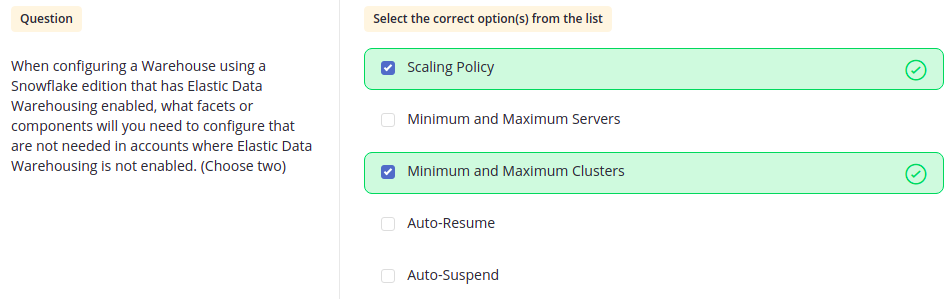 Question
Select the correct option(s) from the list
When configuring a Warehouse using a
Snowflake edition that has Elastic Data
Warehousing enabled, what facets or
components will you need to configure that
are not needed in accounts where Elastic Data
Warehousing is not enabled. (Choose two)
Scaling Policy
Minimum and Maximum Servers
Minimum and Maximum Clusters
Auto-Resume
Auto-Suspend